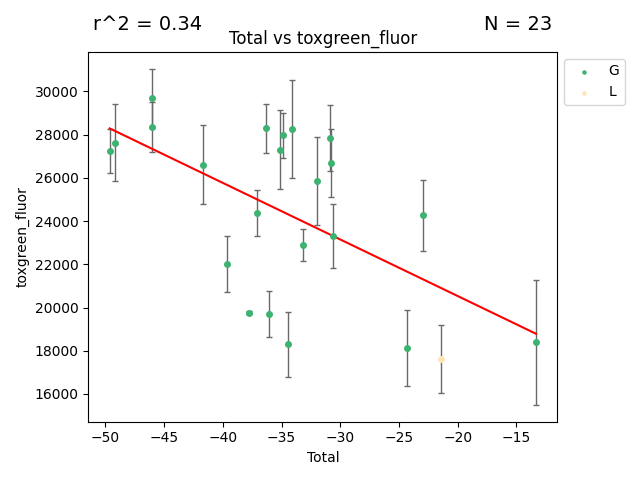 r^2 = 0.34
N = 23
Total vs toxgreen_fluor
G
L
30000
28000
26000
24000
22000
20000
18000
16000
toxgreen_fluor
−50
−45
−40
−35
−30
−25
−20
−15
Total